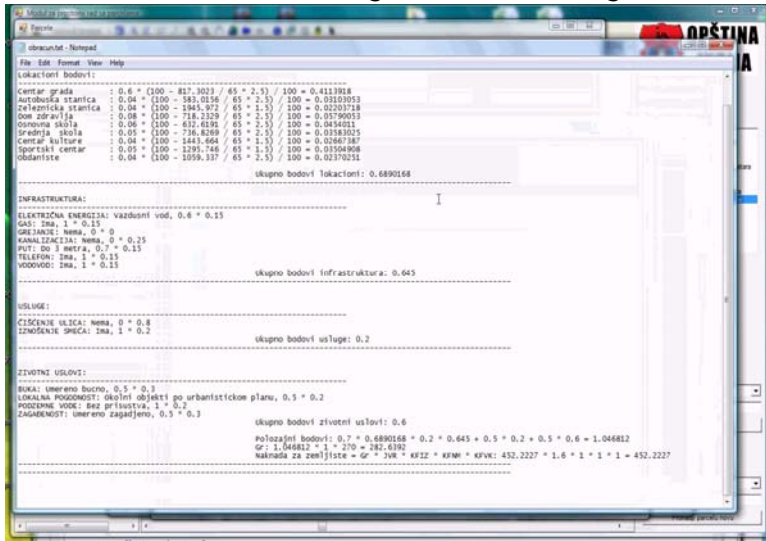 Parcele
OPŠTINA
obracun.txt - Notepad
File Edit Format View Help
Lokacioni bodovi:
Centar grada : 0.6 * (100 - 817.3023 / 65 * 2.5) / 100 = 0.4113918
Autobuska stanica : 0.04 * (100 - 583.0156 / 65 * 2.5) / 100 = 0.03103053
Zeleznicka stanica : 0.04 * (100 - 1945.972 / 65 * 1.5) / 100 = 0.02203718
Dom zdravlja : 0.08 * (100 - 718.2329 / 65 * 2.5) / 100 = 0.05790053
Osnovna skola : 0.06 * (100 - 632.6191 / 65 * 2.5) / 100 = 0.0454011
Srednja skola : 0.05 * (100 - 736.8269 / 65 * 2.5) / 100 = 0.03583025
Centar kulture : 0.04 * (100 - 1443.664 / 65 * 1.5) / 100 = 0.02667387
Sportski centar : 0.05 * (100 - 1295.746 / 65 * 1.5) / 100 = 0.03504908
Obdaniste : 0.04 * (100 - 1059.337 / 65 * 2.5) / 100 = 0.02370251
Ukupno bodovi lokacioni: 0.6890168
INFRASTRUKTURA:
ELEKTRIČNA ENERGIJA: Vazdusni vod, 0.6 * 0.15
GAS: Ima, 1 * 0.15
GREJANJE: Nema, 0 * 0
KANALIZACIJA: Nema, 0 * 0.25
PUT: Do 3 metra, 0.7 * 0.15
TELEFON: Ima, 1 * 0.15
VODOVOD: Ima, 1 * 0.15
Ukupno bodovi infrastruktura: 0.645
USLUGE:
ČIŠĆENJE ULICA: Nema, 0 * 0.8
IZNOŠENJE SMEĆA: Ima, 1 * 0.2
Ukupno bodovi usluge: 0.2
ZIVOTNI USLOVI:
BUKA: Umereno bucno, 0.5 * 0.3
LOKALNA POGODNOST: Okolni objekti po urbanistickom planu, 0.5 * 0.2
PODZEMNE VODE: Bez prisustva, 1 * 0.2
ZAGAĐENOST: Umereno zagadjeno, 0.5 * 0.3
Ukupno bodovi zivotni uslovi: 0.6
Polozajni bodovi: 0.7 * 0.6890168 * 0.2 * 0.645 + 0.5 * 0.2 + 0.5 * 0.6 = 1.046812
Gr: 1.046812 * 1 * 270 = 282.6392
Naknada za zemljiste = Gr * JVR * KFIZ * KFNM * KFVK: 452.2227 * 1.6 * 1 * 1 * 1 = 452.2227